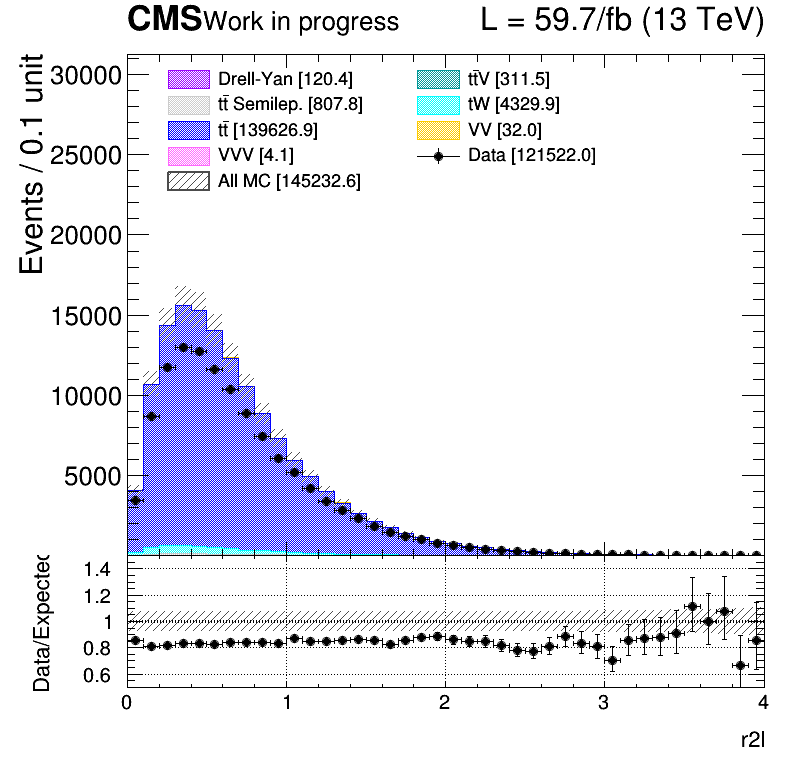 CMS Work in progress L = 59.7/fb (13 TeV)
Events / 0.1 unit
30000
25000
20000
15000
10000
5000
Drell-Yan [120.4]
tt̄ Semilep. [807.8]
tt̄ [139626.9]
VVV [4.1]
All MC [145232.6]
tt̄V [311.5]
tW [4329.9]
VV [32.0]
Data [121522.0]
Data/Expected
1.4
1.2
1
0.8
0.6
0 1 2 3 4
r2l